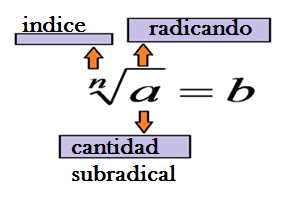 indice radicando
ⁿ√a = b
cantidad
subradical